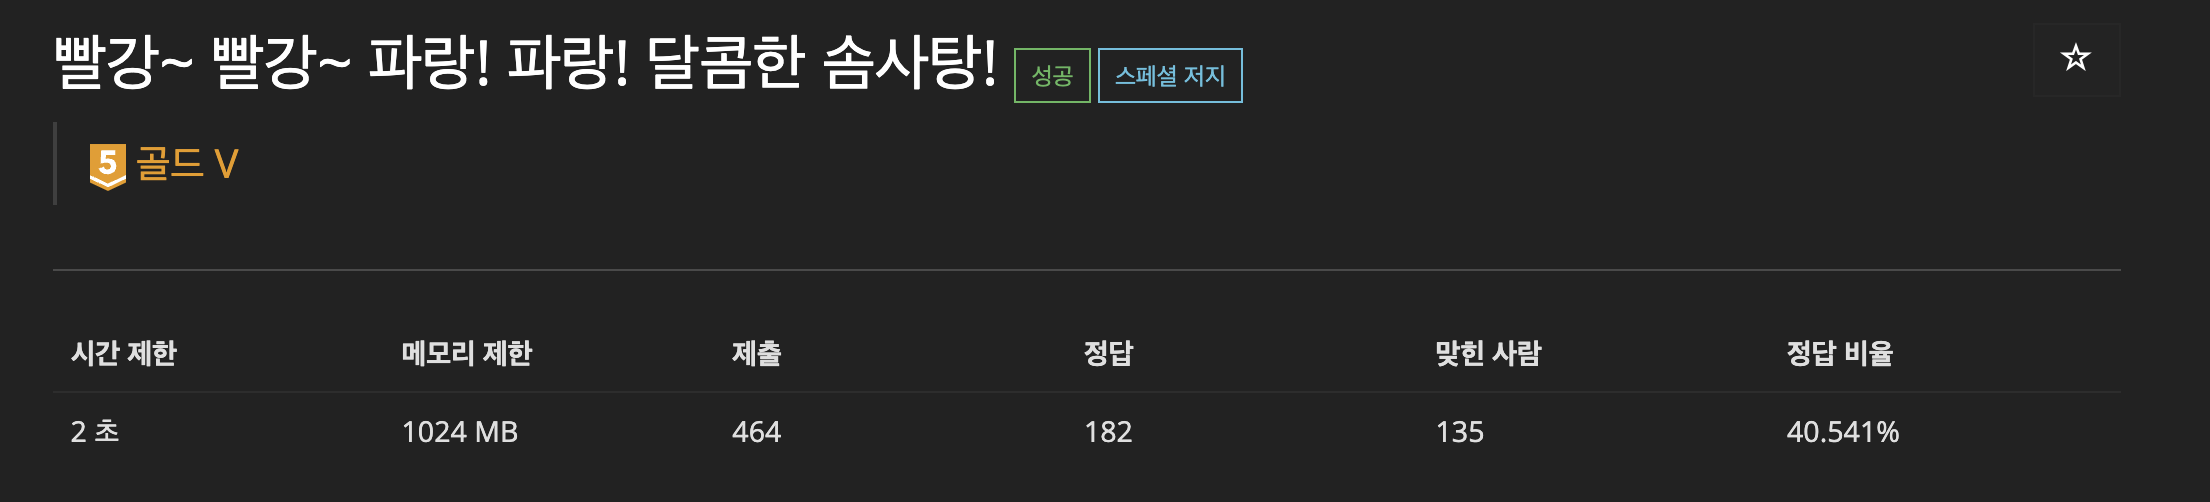 빨강~ 빨강~ 파랑! 파랑! 달콤한 솜사탕! 성공 스페셜 저지
5 골드 V
시간 제한 메모리 제한 제출 정답 맞힌 사람 정답 비율
2 초 1024 MB 464 182 135 40.541%